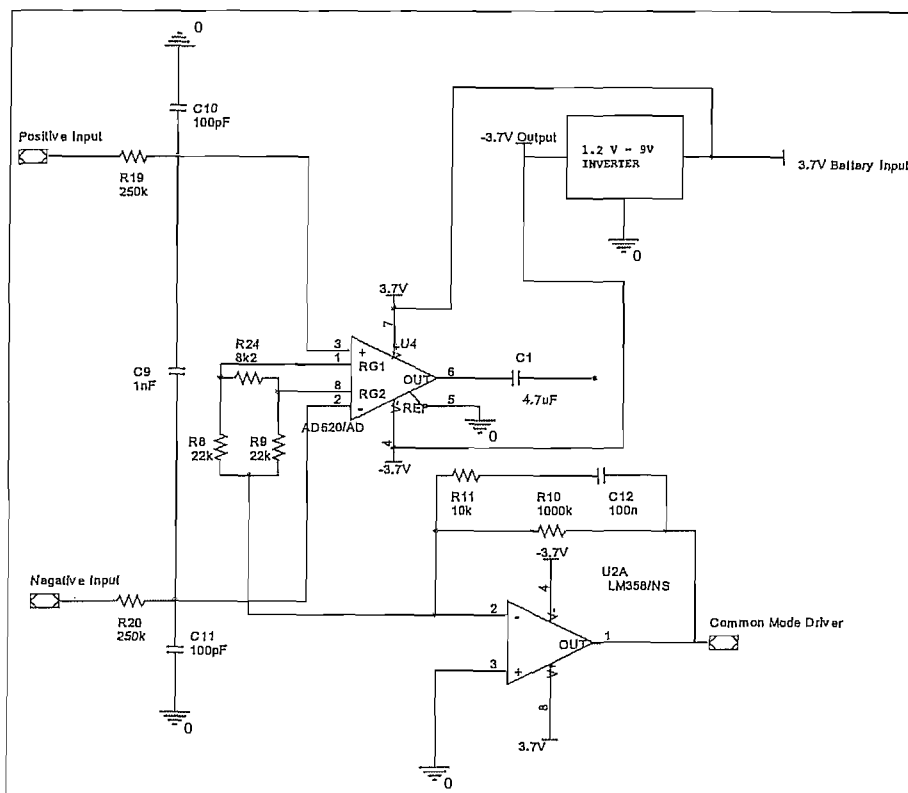 0
C10
100pF
Positive Input
R19
250k
-3.7V Output
1.2 V - 9V
INVERTER
3.7V Battary Input
0
3.7V
7
U4
V+
R24
8k2
3
+
1
RG1
C9
1nF
8
RG2
2
-
OUT
6
C1
4.7uF
REF
5
0
V-
4
-3.7V
AD620/AD
R8
22k
R9
22k
R11
10k
R10
1000k
C12
100n
-3.7V
4
V-
U2A
LM358/NS
Nagative Input
R20
250k
C11
100pF
0
2
-
3
+
OUT
1
Common Mode Driver
V+
8
3.7V
0